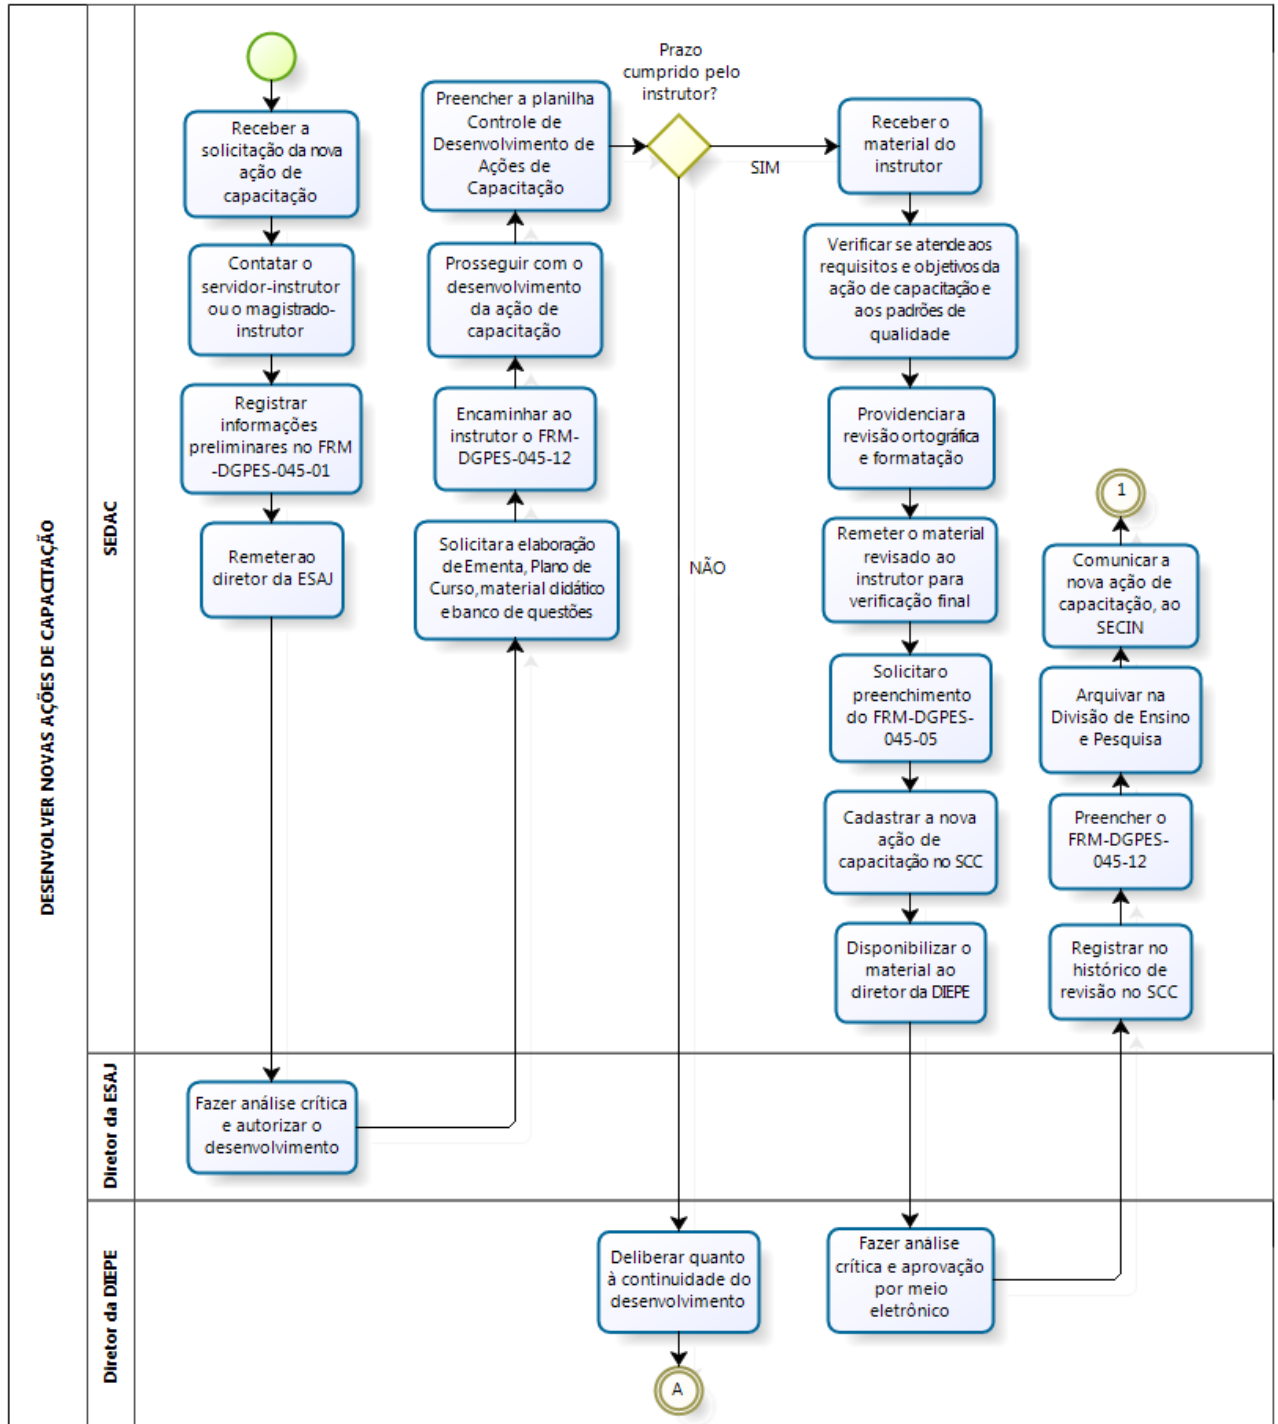 DESENVOLVER NOVAS AÇÕES DE CAPACITAÇÃO
SEDAC
Receber a
solicitação da nova
ação de
capacitação
Contatar o
servidor-instrutor
ou o magistrado-
instrutor
Registrar
informações
preliminares no FRM
-DGPES-045-01
Remeter ao
diretor da ESAJ
Diretor da ESAJ
Fazer análise crítica
e autorizar o
desenvolvimento
Solicitar a elaboração
de Ementa, Plano de
Curso, material didático
e banco de questões
Encaminhar ao
instrutor o FRM-
DGPES-045-12
Prosseguir com o
desenvolvimento
da ação de
capacitação
Preencher a planilha
Controle de
Desenvolvimento de
Ações de
Capacitação
Prazo
cumprido pelo
instrutor?
SIM
NÃO
Receber o
material do
instrutor
Verificar se atende aos
requisitos e objetivos da
ação de capacitação e
aos padrões de
qualidade
Providenciar a
revisão ortográfica
e formatação
Remeter o material
revisado ao
instrutor para
verificação final
Solicitar o
preenchimento
do FRM-DGPES-
045-05
Cadastrar a nova
ação de
capacitação no SCC
Disponibilizar o
material ao
diretor da DIEPE
Diretor da DIEPE
Deliberar quanto
à continuidade do
desenvolvimento
A
Fazer análise
crítica e aprovação
por meio
eletrônico
Registrar no
histórico de
revisão no SCC
Preencher o
FRM-DGPES-
045-12
Arquivar na
Divisão de Ensino
e Pesquisa
Comunicar a
nova ação de
capacitação, ao
SECIN
1